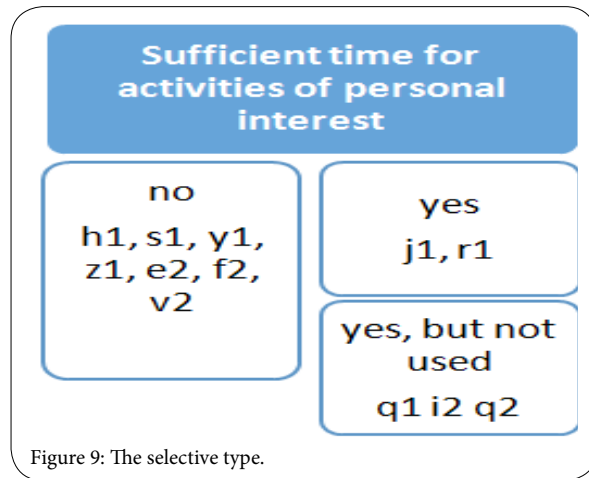 Sufficient time for
activities of personal
interest
no
h1, s1, y1,
z1, e2, f2,
v2
yes
j1, r1
yes, but not
used
q1 i2 q2
Figure 9: The selective type.